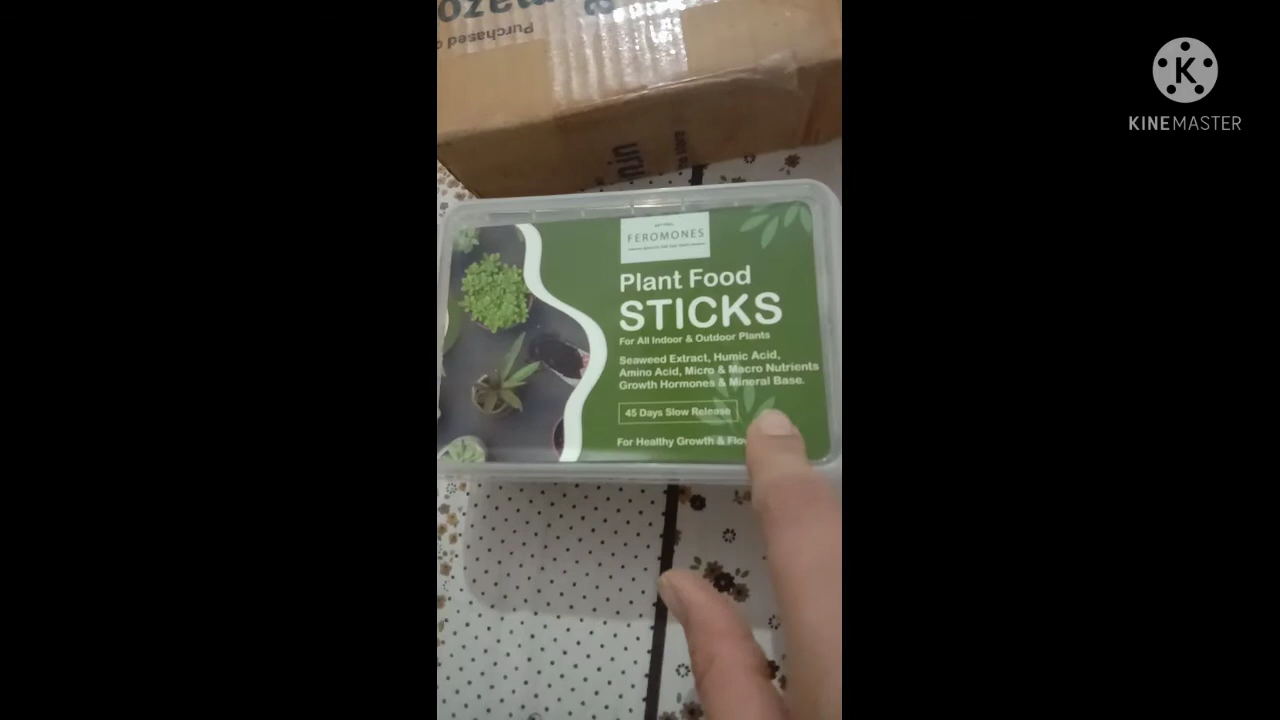 Purchased
KINEMASTER
FEROMONES
Plant Food
STICKS
For All Indoor & Outdoor Plants
Seaweed Extract, Humic Acid,
Amino Acid, Micro & Macro Nutrients
Growth Hormones & Mineral Base.
45 Days Slow Release
For Healthy Growth &